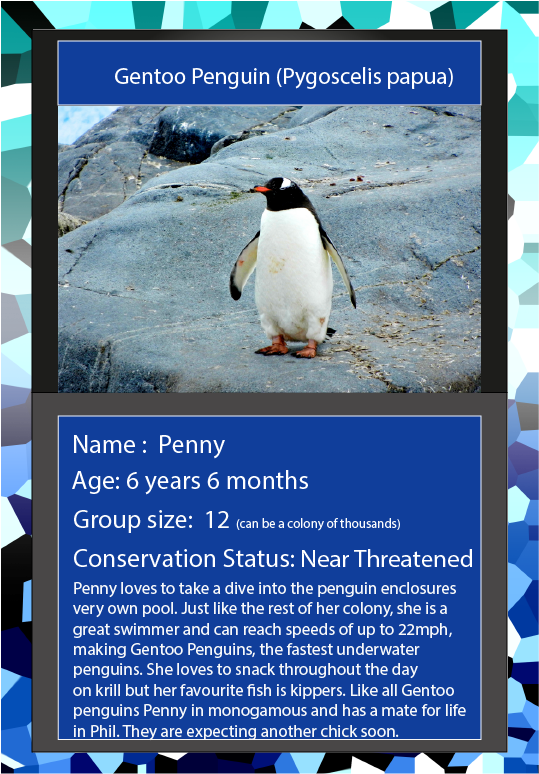 Gentoo Penguin (Pygoscelis papua)
Name : Penny
Age: 6 years 6 months
Group size: 12 (can be a colony of thousands)
Conservation Status: Near Threatened
Penny loves to take a dive into the penguin enclosures
very own pool. Just like the rest of her colony, she is a
great swimmer and can reach speeds of up to 22mph,
making Gentoo Penguins, the fastest underwater
penguins. She loves to snack throughout the day
on krill but her favourite fish is kippers. Like all Gentoo
penguins Penny in monogamous and has a mate for life
in Phil. They are expecting another chick soon.